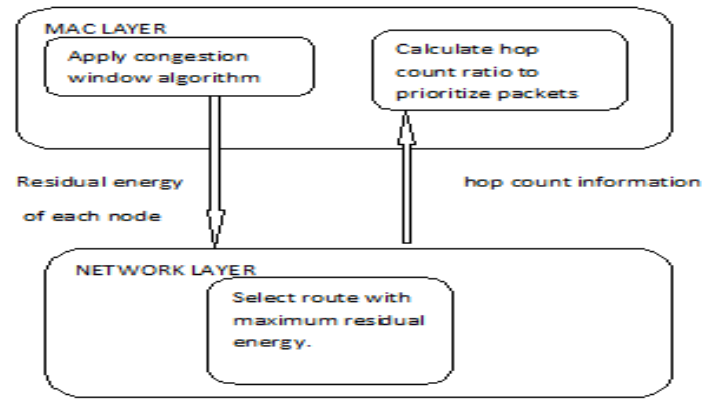 MAC LAYER
Apply congestion
window algorithm
Calculate hop
count ratio to
prioritize packets
Residual energy
of each node
hop count information
NETWORK LAYER
Select route with
maximum residual
energy.